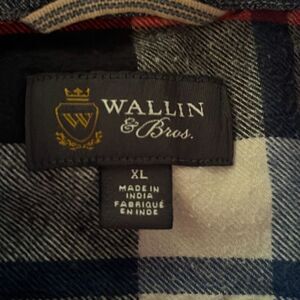 W
WALLIN
& Bros.
XL
MADE IN
INDIA
FABRIQUÉ
EN INDE